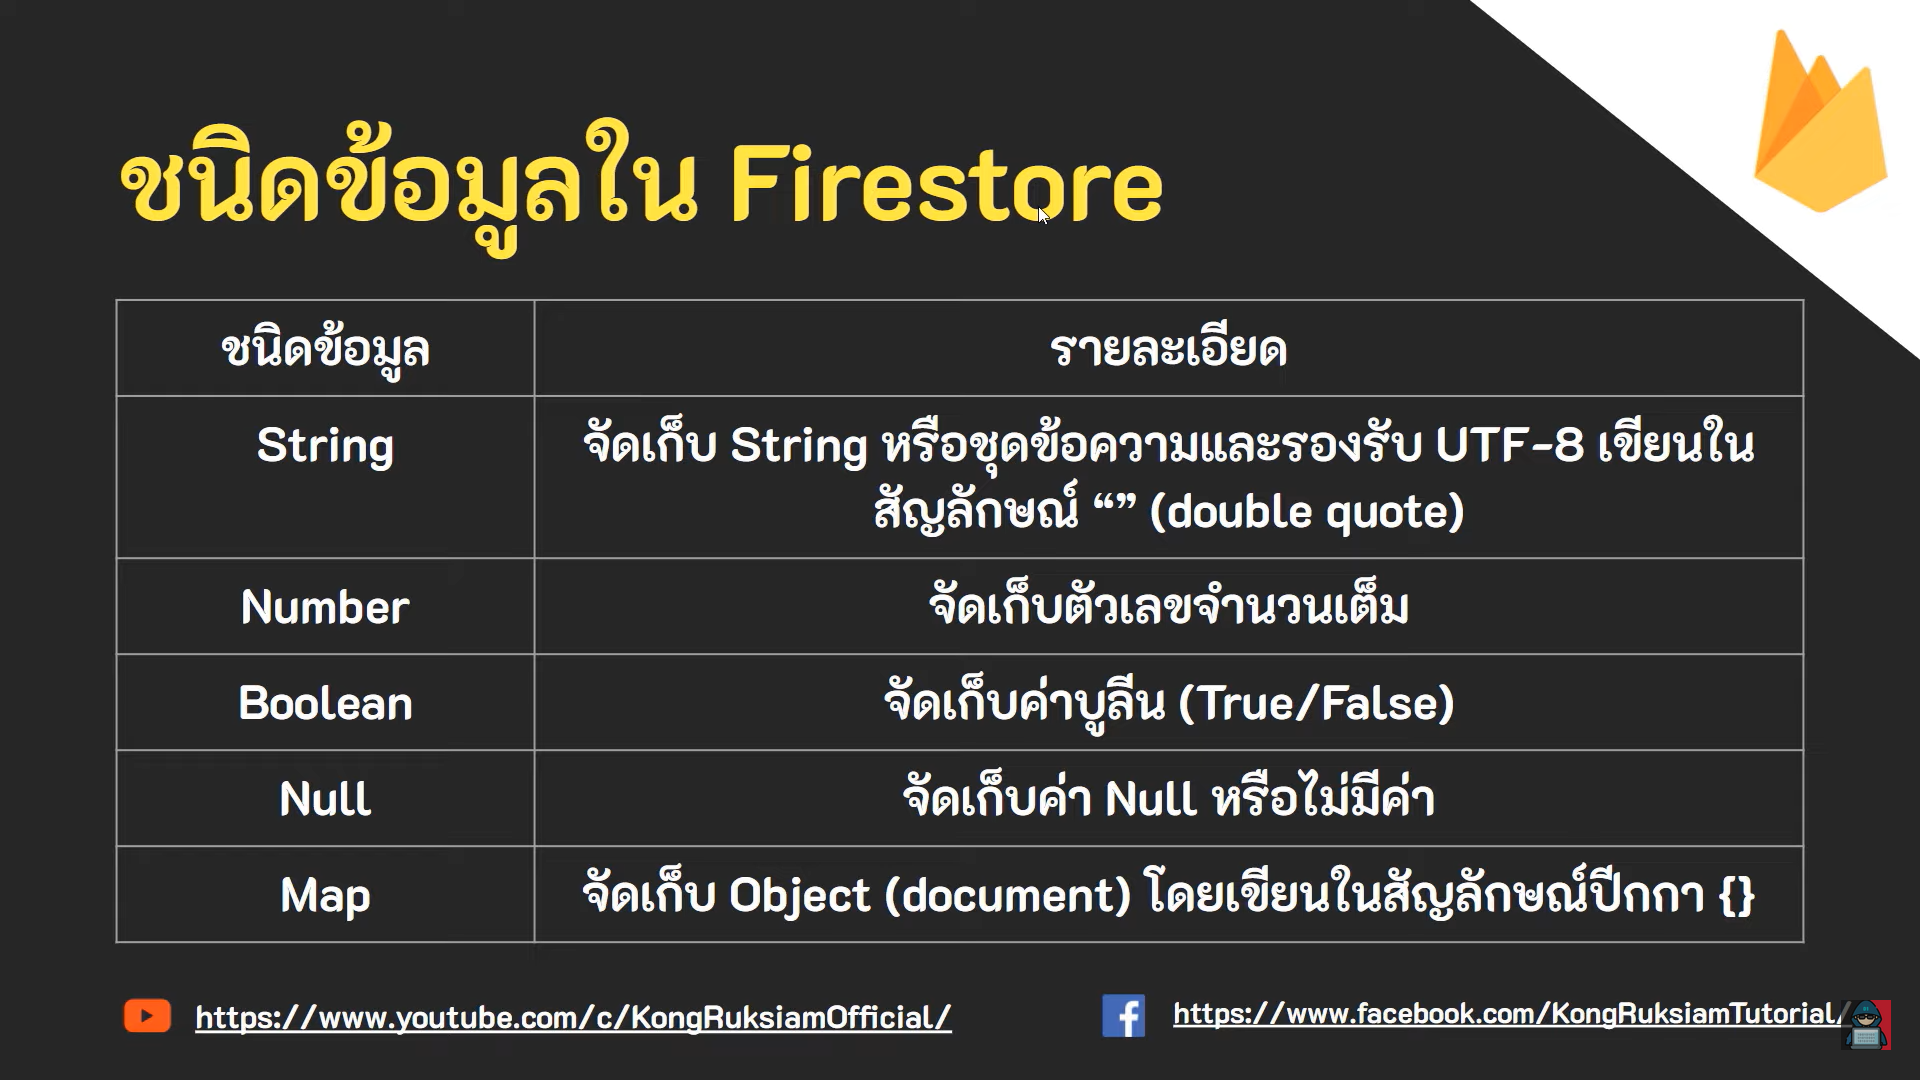 ชนิดข้อมูลใน Firestore
ชนิดข้อมูล
รายละเอียด
String
จัดเก็บ String หรือชุดข้อความและรองรับ UTF-8 เขียนใน
สัญลักษณ์ “” (double quote)
Number
จัดเก็บตัวเลขจำนวนเต็ม
Boolean
จัดเก็บค่าบูลีน (True/False)
Null
จัดเก็บค่า Null หรือไม่มีค่า
Map
จัดเก็บ Object (document) โดยเขียนในสัญลักษณ์ปีกกา {}
https://www.youtube.com/c/KongRuksiamOfficial/
https://www.facebook.com/KongRuksiamTutorial/